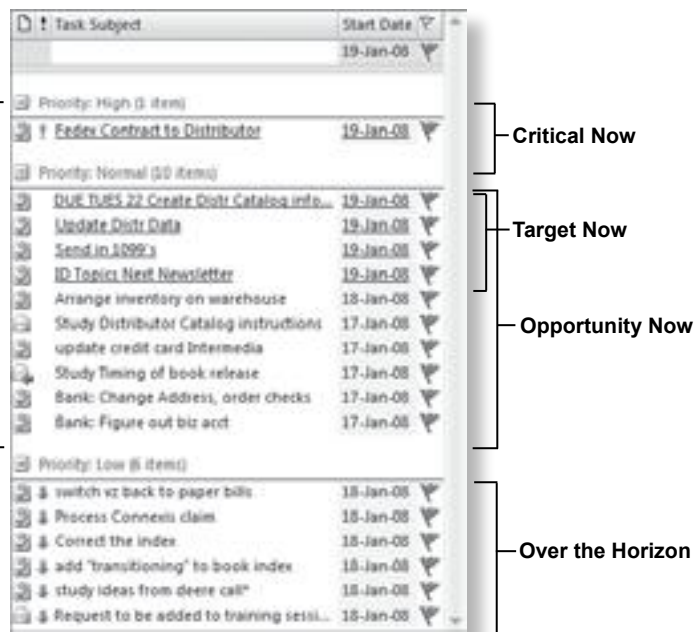 ! Task Subject Start Date
19-Jan-08
Priority: High (1 item)
! Fedex Contract to Distributor 19-Jan-08
Critical Now
Priority: Normal (10 items)
DUE TUES 22 Create Distr Catalog info... 19-Jan-08
Update Distr Data 19-Jan-08
Target Now
Send in 1099's 19-Jan-08
ID Topics Next Newsletter 19-Jan-08
Arrange inventory on warehouse 18-Jan-08
Study Distributor Catalog instructions 17-Jan-08
Opportunity Now
update credit card Intermedia 17-Jan-08
Study Timing of book release 17-Jan-08
Bank: Change Address, order checks 17-Jan-08
Bank: Figure out biz acct 17-Jan-08
Priority: Low (6 items)
switch vz back to paper bills 18-Jan-08
Process Connexis claim 18-Jan-08
Correct the index 18-Jan-08
Over the Horizon
add "transitioning" to book index 18-Jan-08
study ideas from deere call* 18-Jan-08
Request to be added to training sessi... 18-Jan-08